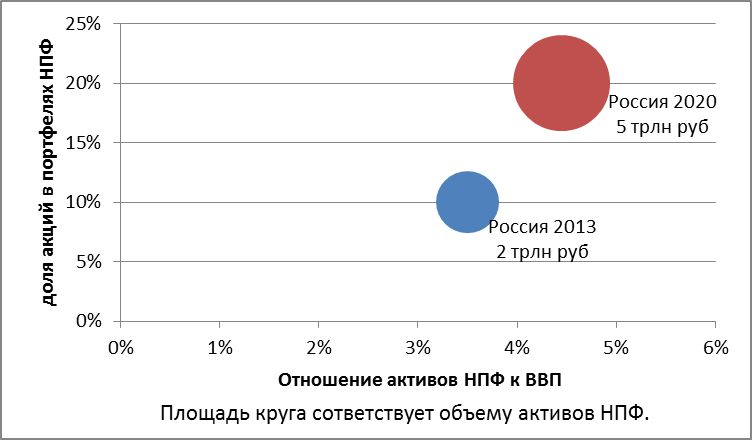 25%
20%
15%
10%
5%
0%
доля акций в портфелях НПФ
Россия 2020
5 трлн руб
Россия 2013
2 трлн руб
0%
1%
2%
3%
4%
5%
6%
Отношение активов НПФ к ВВП
Площадь круга сответствует объему активов НПФ.